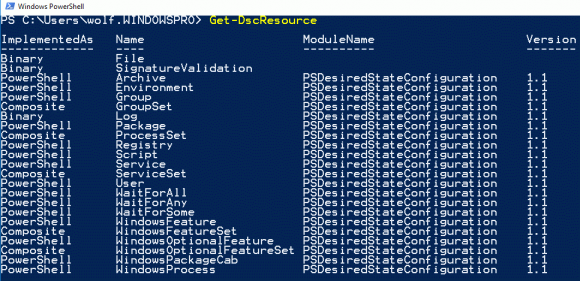 Windows PowerShell
PS C:\Users\wolf.WINDOWSPRO> Get-DscResource
ImplementedAs Name ModuleName Version
------------- ---- ---------- -------
Binary File
Binary SignatureValidation
PowerShell Archive PSDesiredStateConfiguration 1.1
PowerShell Environment PSDesiredStateConfiguration 1.1
PowerShell Group PSDesiredStateConfiguration 1.1
Composite GroupSet PSDesiredStateConfiguration 1.1
Binary Log PSDesiredStateConfiguration 1.1
PowerShell Package PSDesiredStateConfiguration 1.1
Composite ProcessSet PSDesiredStateConfiguration 1.1
PowerShell Registry PSDesiredStateConfiguration 1.1
PowerShell Script PSDesiredStateConfiguration 1.1
PowerShell Service PSDesiredStateConfiguration 1.1
Composite ServiceSet PSDesiredStateConfiguration 1.1
PowerShell User PSDesiredStateConfiguration 1.1
PowerShell WaitForAll PSDesiredStateConfiguration 1.1
PowerShell WaitForAny PSDesiredStateConfiguration 1.1
PowerShell WaitForSome PSDesiredStateConfiguration 1.1
PowerShell WindowsFeature PSDesiredStateConfiguration 1.1
Composite WindowsFeatureSet PSDesiredStateConfiguration 1.1
PowerShell WindowsOptionalFeature PSDesiredStateConfiguration 1.1
Composite WindowsOptionalFeatureSet PSDesiredStateConfiguration 1.1
PowerShell WindowsPackageCab PSDesiredStateConfiguration 1.1
PowerShell WindowsProcess PSDesiredStateConfiguration 1.1